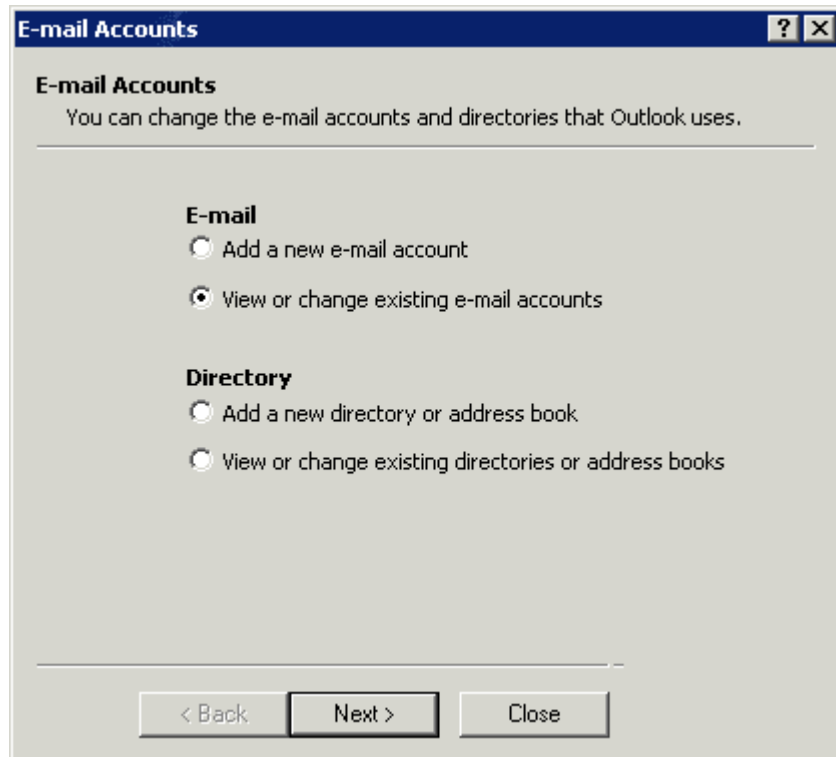 E-mail Accounts
E-mail Accounts
You can change the e-mail accounts and directories that Outlook uses.
E-mail
Add a new e-mail account
View or change existing e-mail accounts
Directory
Add a new directory or address book
View or change existing directories or address books
< Back Next > Close